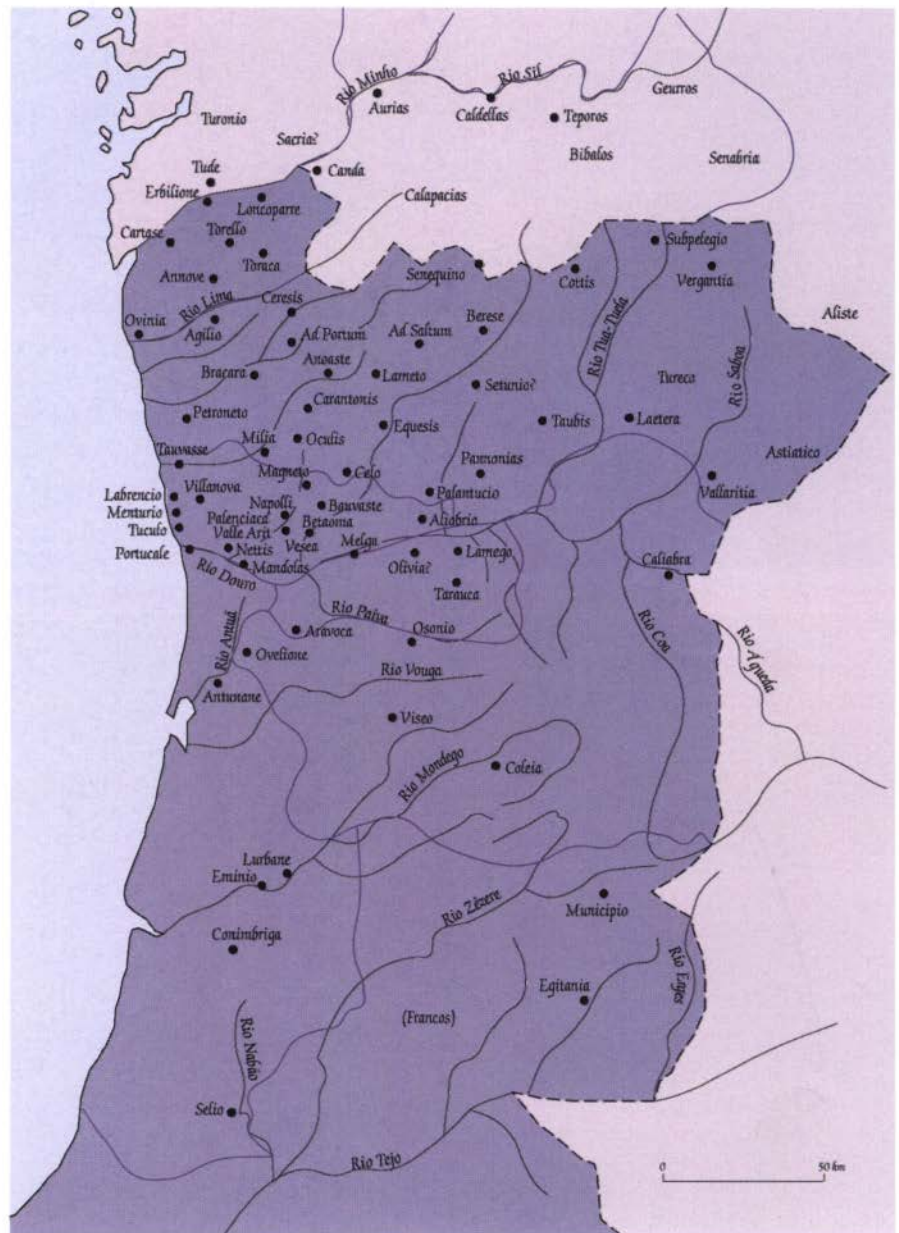 Rio Minho
Rio Sil
Geurros
Aurias
Caldellas
Teporos
Turonio
Sacria?
Bibalos
Senabria
Tude
Canda
Erbilione
Loncoparre
Calapacias
Cartase
Torello
Toraca
Subpelegio
Annove
Senequino
Cottis
Vergantia
Rio Lima
Ceresis
Ovinia
Agilio
Ad Portum
Ad Saltum
Berese
Rio Tua-Tuela
Aliste
Bracara
Anoaste
Lameto
Setunio?
Tureco
Rio Saboa
Petroneto
Carantonis
Equesis
Taubis
Laetera
Milia
Oculis
Tauvasse
Magneto
Celo
Pannonias
Astiatico
Vallaritia
Labrencio
Villanova
Palantucio
Menturio
Napolli
Bauvaste
Palenciaca
Betaoma
Aliobria
Tuculo
Valle Arit
Vesea
Melga
Portucale
Nettis
Mandolas
Olivia?
Lamego
Caliabra
Rio Douro
Tarauca
Rio Paiva
Rio Antuã
Aravoca
Osonio
Rio Coa
Rio Águeda
Ovelione
Rio Vouga
Antunane
Viseo
Rio Mondego
Coleia
Lurbane
Eminio
Rio Zêzere
Municipio
Conimbriga
Egitania
Rio Erges
(Francos)
Rio Nabão
Selio
Rio Tejo
0 50 km